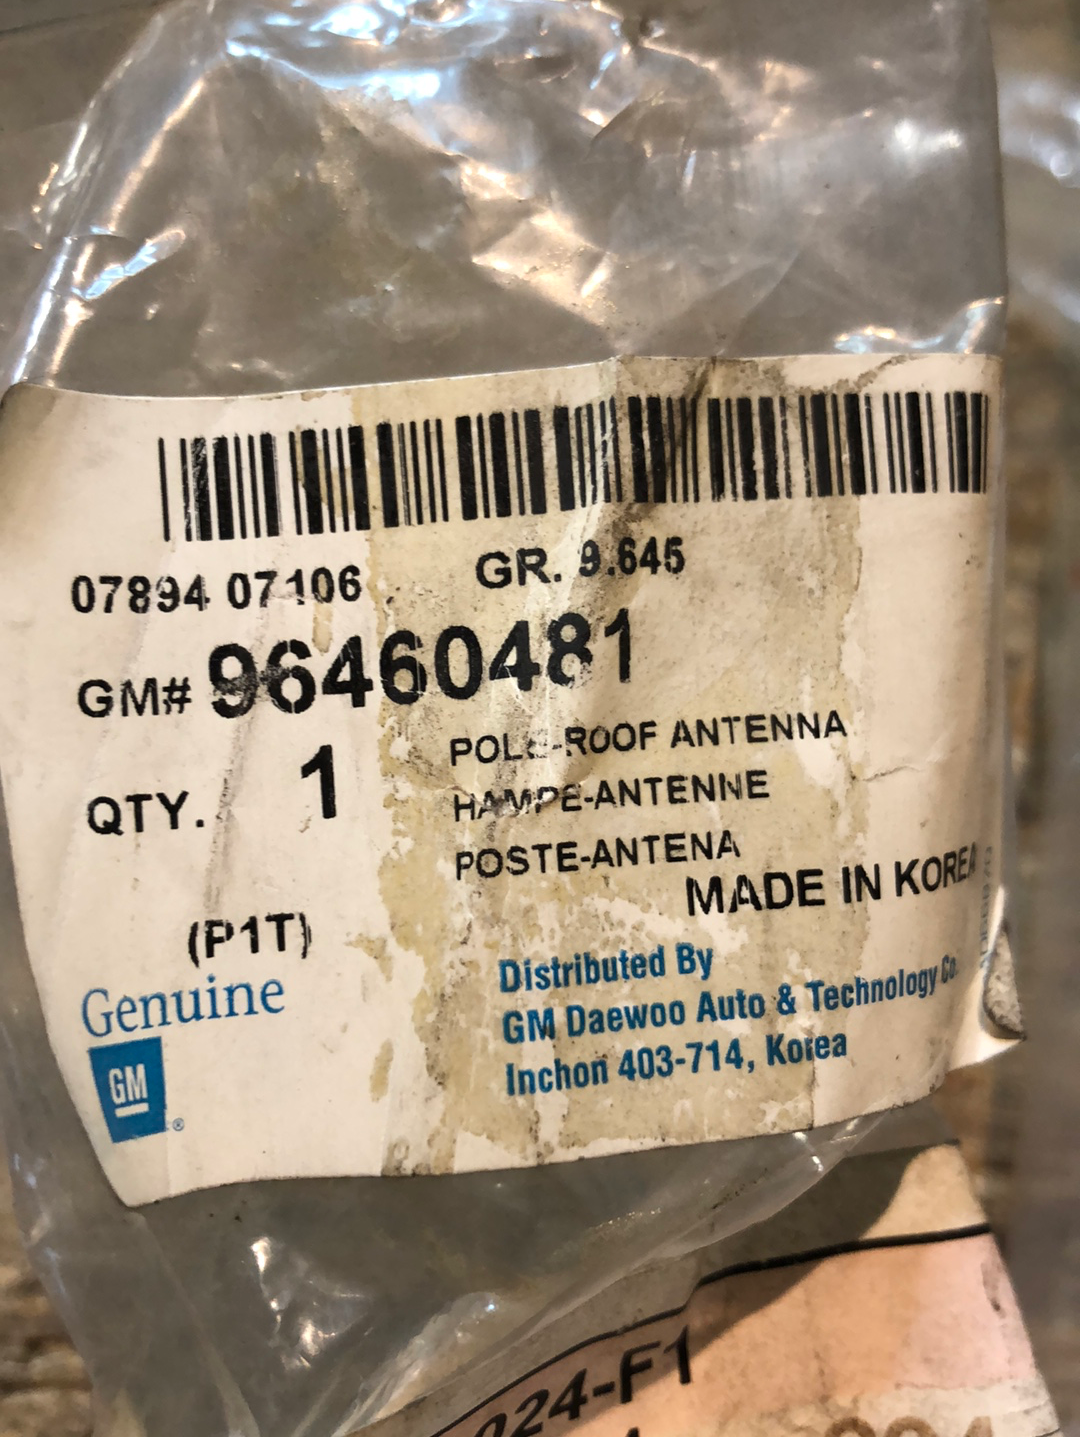 07894 07106 GR. 9.645
GM# 96460481
QTY. 1
POLE-ROOF ANTENNA
HAMPE-ANTENNE
POSTE-ANTENA
MADE IN KOREA
(P1T)
Genuine
GM
®
Distributed By
GM Daewoo Auto & Technology Co.
Inchon 403-714, Korea
024-F1